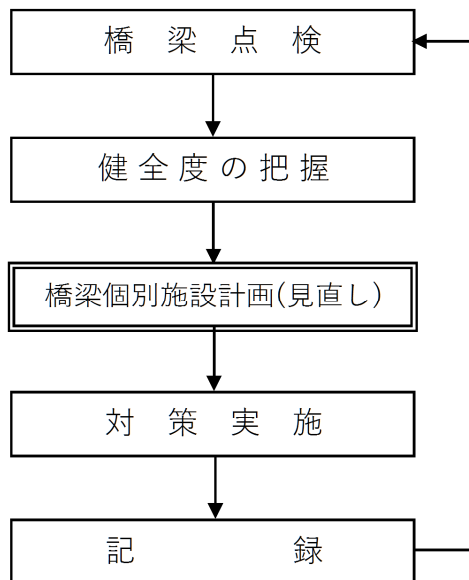 橋梁点検
健全度の把握
橋梁個別施設計画(見直し)
対策実施
記録